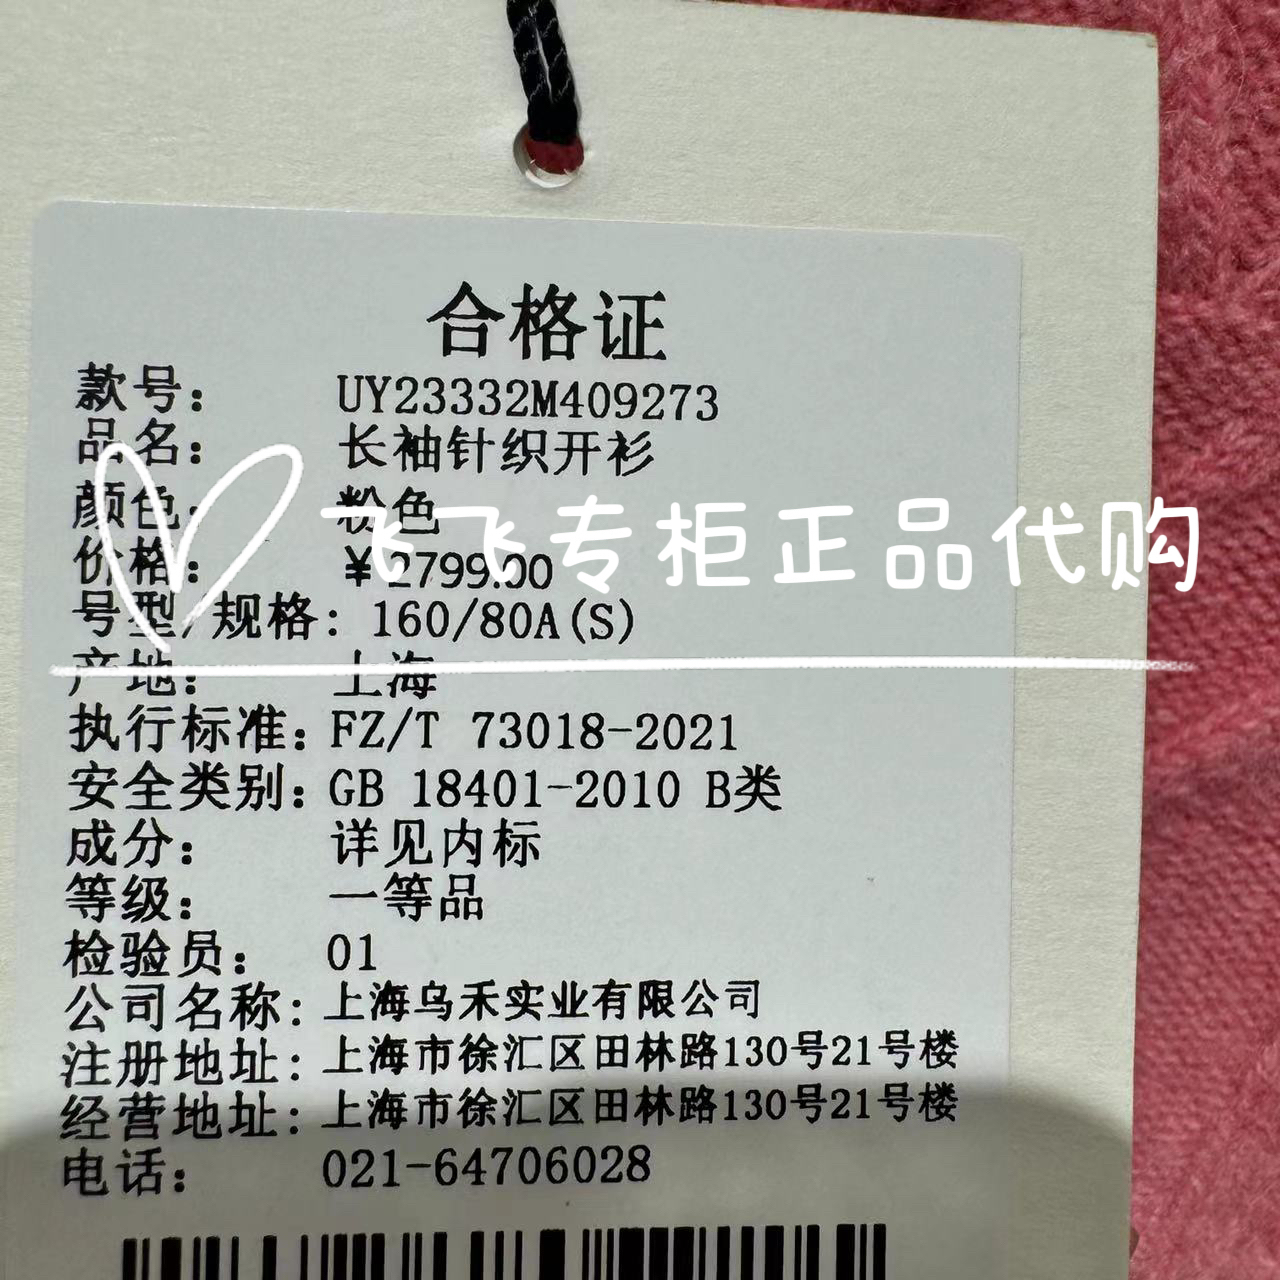 合格证
款号： UY23332M409273
品名： 长袖针织开衫
颜色： 粉色
飞飞专柜正品代购
价格： ¥2799.00
号型/规格： 160/80A(S)
产地： 上海
执行标准：FZ/T 73018-2021
安全类别：GB 18401-2010 B类
成分： 详见内标
等级： 一等品
检验员： 01
公司名称：上海乌禾实业有限公司
注册地址：上海市徐汇区田林路130号21号楼
经营地址：上海市徐汇区田林路130号21号楼
电话： 021-64706028